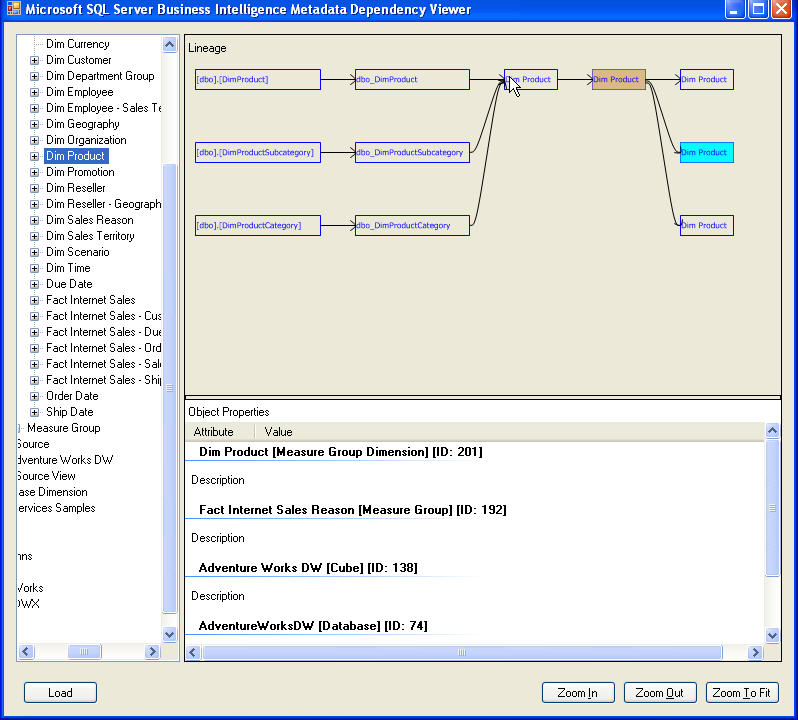 Microsoft SQL Server Business Intelligence Metadata Dependency Viewer
Dim Currency
Dim Customer
Dim Department Group
Dim Employee
Dim Employee - Sales Te
Dim Geography
Dim Organization
Dim Product
Dim Promotion
Dim Reseller
Dim Reseller - Geograph
Dim Sales Reason
Dim Sales Territory
Dim Scenario
Dim Time
Due Date
Fact Internet Sales
Fact Internet Sales - Cus
Fact Internet Sales - Due
Fact Internet Sales - Ord
Fact Internet Sales - Sale
Fact Internet Sales - Ship
Order Date
Ship Date
Measure Group
Source
dventure Works DW
Source View
ase Dimension
ervices Samples
nns
Works
DWX
Load
Lineage
[dbo].[DimProduct] dbo_DimProduct Dim Product Dim Product Dim Product
[dbo].[DimProductSubcategory] dbo_DimProductSubcategory Dim Product
[dbo].[DimProductCategory] dbo_DimProductCategory Dim Product
Object Properties
Attribute Value
Dim Product [Measure Group Dimension] [ID: 201]
Description
Fact Internet Sales Reason [Measure Group] [ID: 192]
Description
Adventure Works DW [Cube] [ID: 138]
Description
AdventureWorksDW [Database] [ID: 74]
Zoom In Zoom Out Zoom To Fit